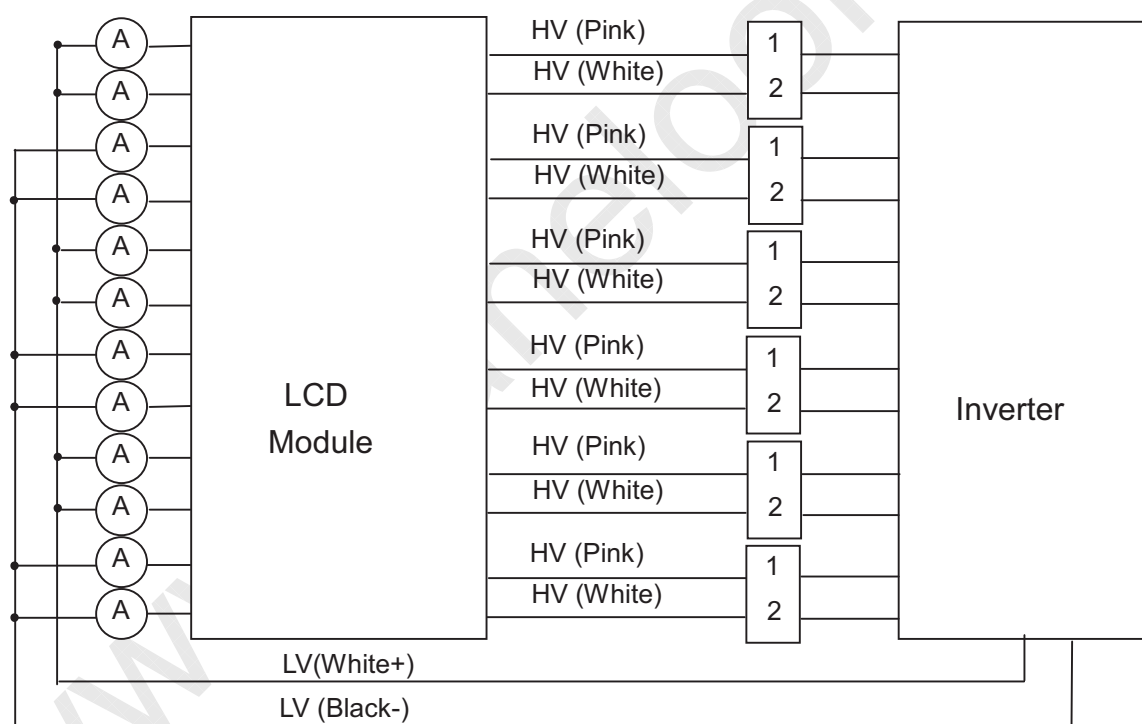 A
A
A
A
A
A
A
A
A
A
A
A
LCD
Module
HV (Pink)
HV (White)
HV (Pink)
HV (White)
HV (Pink)
HV (White)
HV (Pink)
HV (White)
HV (Pink)
HV (White)
HV (Pink)
HV (White)
1
2
1
2
1
2
1
2
1
2
1
2
Inverter
LV(White+)
LV (Black-)